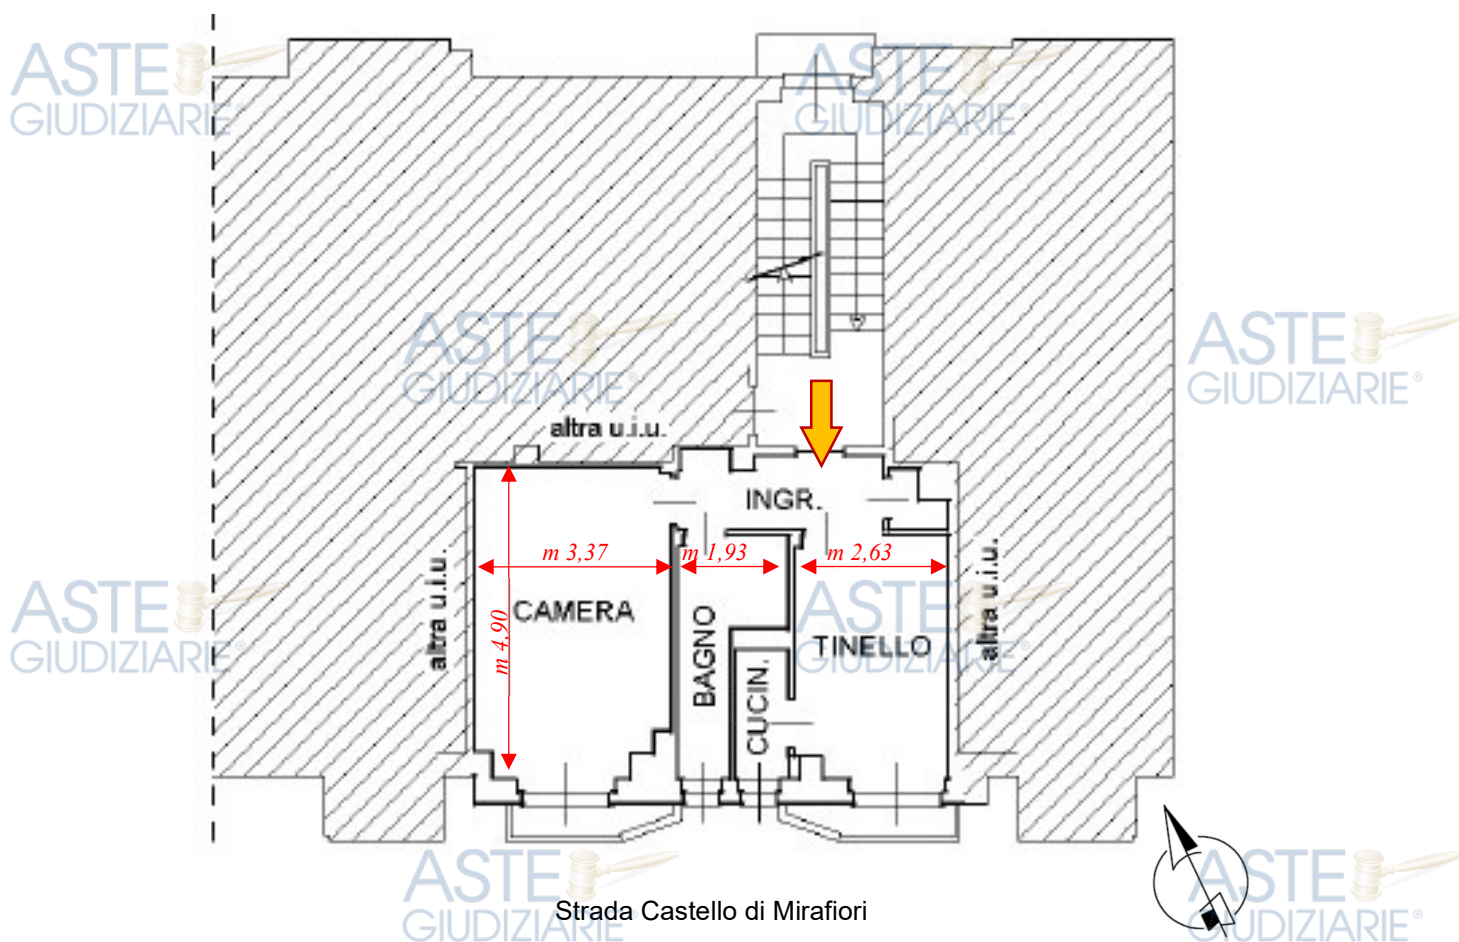 ASTE
GIUDIZIARIE®
ASTE
GIUDIZIARIE®
ASTE
GIUDIZIARIE®
ASTE
GIUDIZIARIE®
altra u.i.u.
INGR.
m 3,37
m 1,93
m 2,63
altra u.i.u.
altra u.i.u.
ASTE
GIUDIZIARIE®
ASTE
GIUDIZIARIE®
CAMERA
m 4,90
BAGNO
TINELLO
CUCIN.
ASTE
GIUDIZIARIE®
ASTE
GIUDIZIARIE®
Strada Castello di Mirafiori